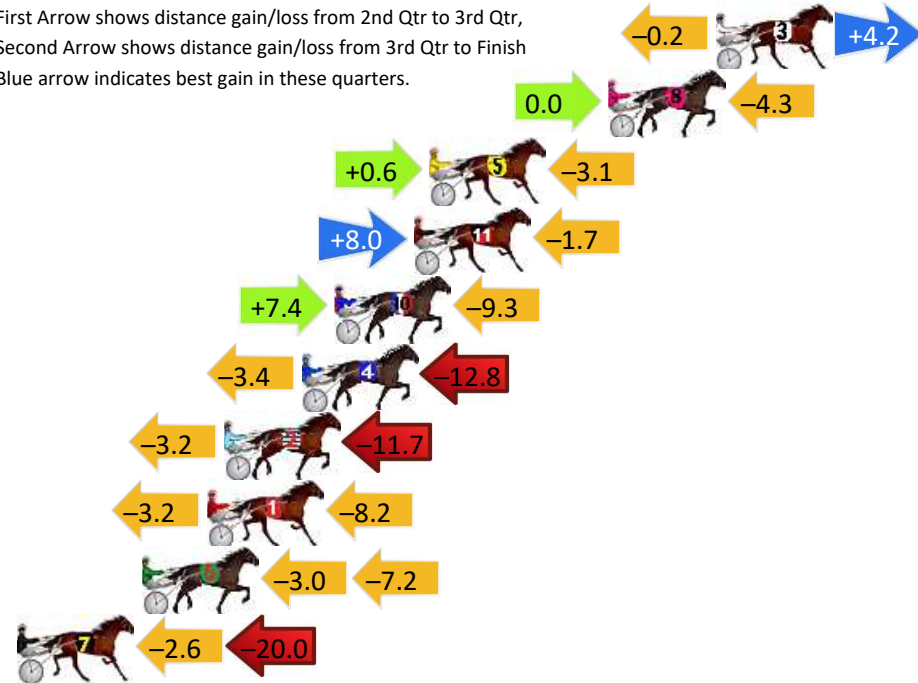 First Arrow shows distance gain/loss from 2nd Qtr to 3rd Qtr,
Second Arrow shows distance gain/loss from 3rd Qtr to Finish
Blue arrow indicates best gain in these quarters.
–0.2 3 +4.2
0.0 8 –4.3
+0.6 5 –3.1
+8.0 11 –1.7
+7.4 10 –9.3
–3.4 4 –12.8
–3.2 2 –11.7
–3.2 1 –8.2
–3.0 –7.2
7 –2.6 –20.0